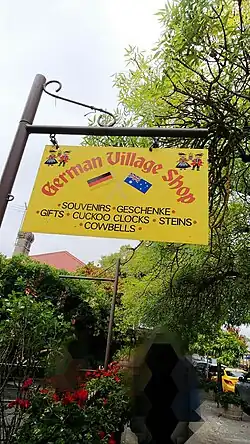 German Village Shop
*SOUVENIRS*GESCHENKE*
*GIFTS*CUCKOO CLOCKS*STEINS*
*COWBELLS*